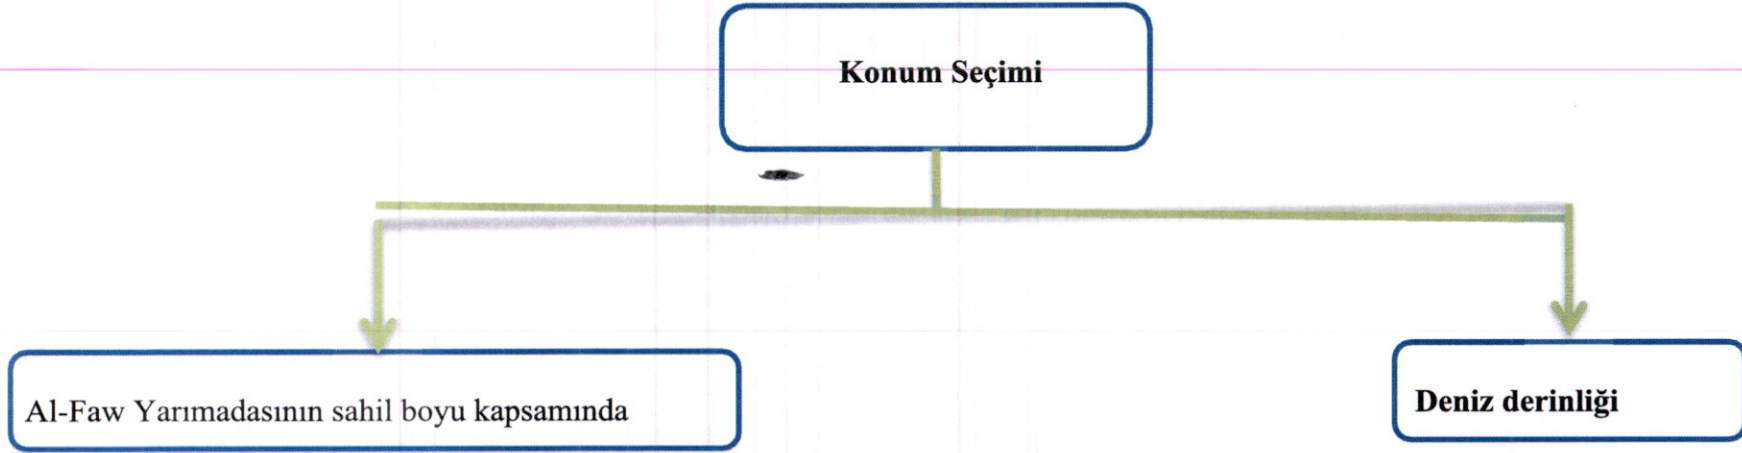 Konum Seçimi
Al-Faw Yarımadasının sahil boyu kapsamında
Deniz derinliği